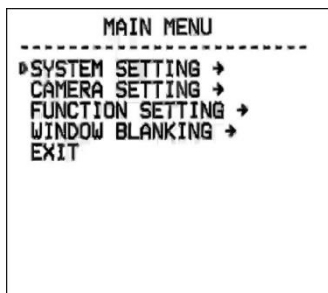 MAIN MENU
SYSTEM SETTING →
CAMERA SETTING →
FUNCTION SETTING →
WINDOW BLANKING →
EXIT